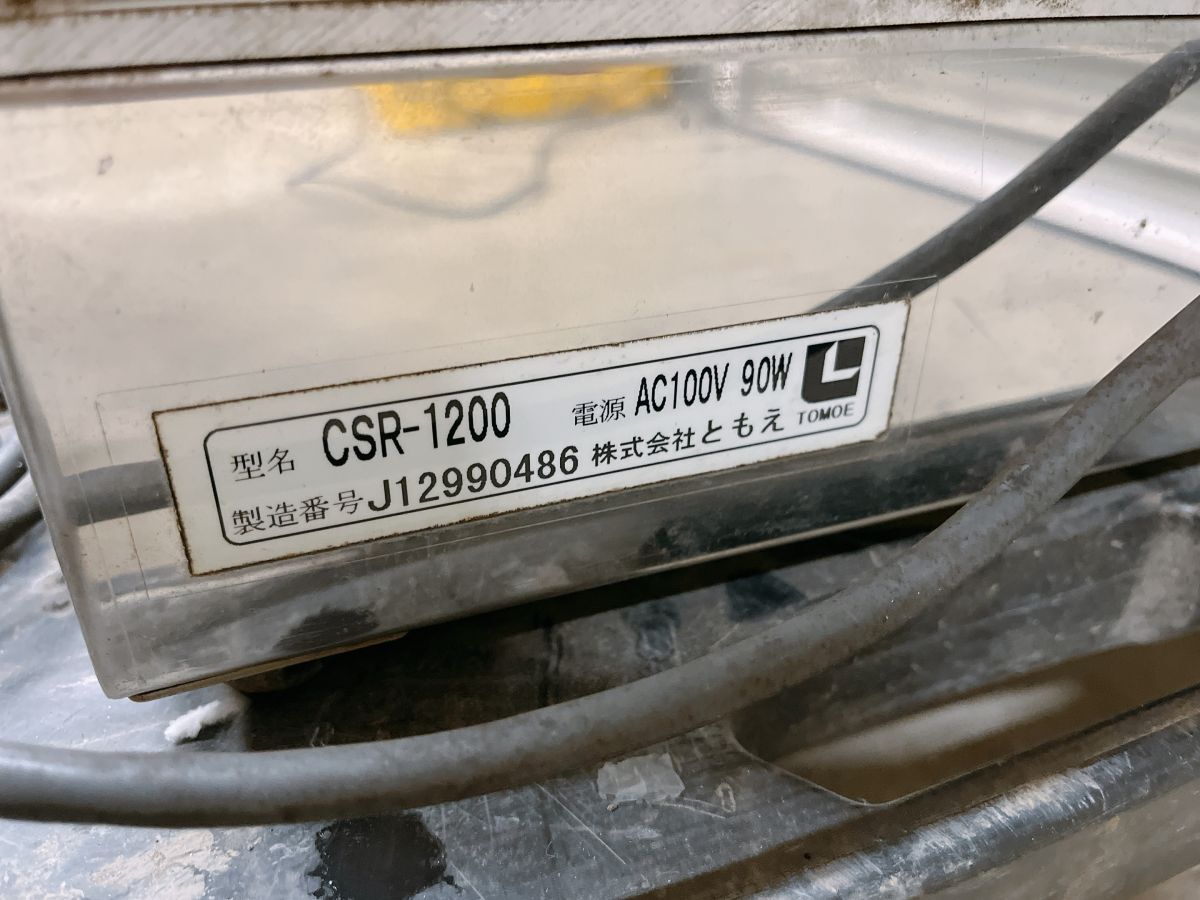 型名 CSR-1200 電源 AC100V 90W
製造番号 J12990486 株式会社ともえ TOMOE